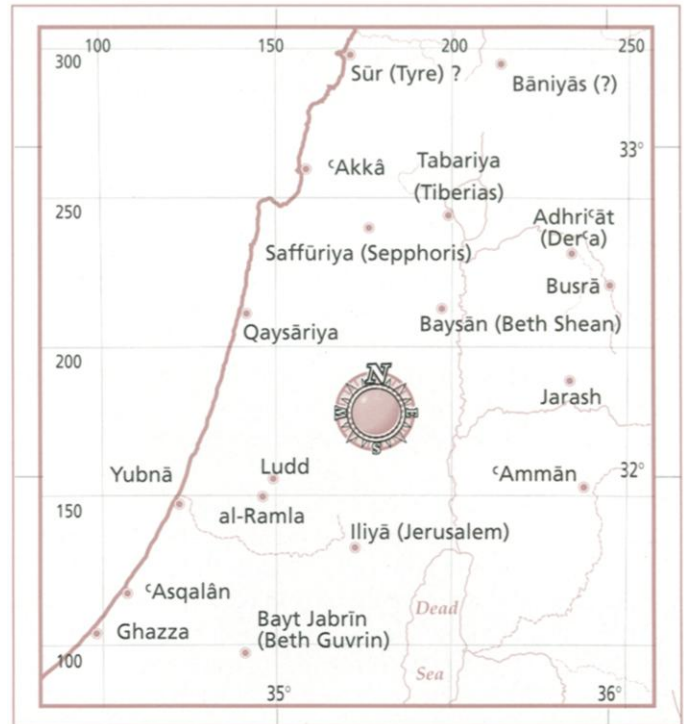 100 150 200 250
300
Sūr (Tyre) ?
Bāniyās (?)
33°
ᶜAkkâ
Tabariya
(Tiberias)
250
Adhriᶜāt
(Derᶜa)
Saffūriya (Sepphoris)
Busrā
Qaysāriya
Baysān (Beth Shean)
200
N
W E
S
Jarash
Yubnā
Ludd
ᶜAmmān
32°
150
al-Ramla
Iliyā (Jerusalem)
ᶜAsqalân
Ghazza
Bayt Jabrīn
(Beth Guvrin)
Dead
Sea
100
35° 36°